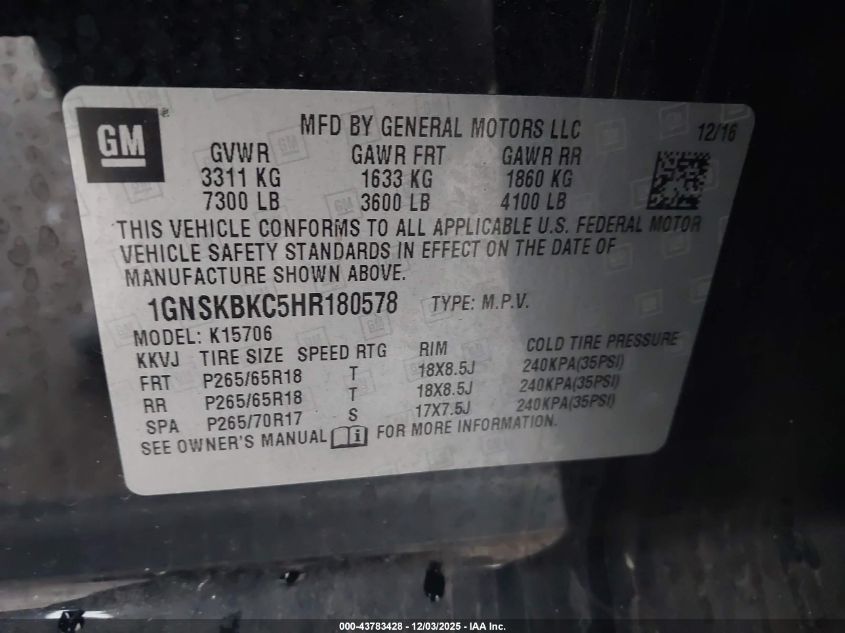 GM
MFD BY GENERAL MOTORS LLC 12/16
GVWR GAWR FRT GAWR RR
3311 KG 1633 KG 1860 KG
7300 LB 3600 LB 4100 LB
THIS VEHICLE CONFORMS TO ALL APPLICABLE U.S. FEDERAL MOTOR
VEHICLE SAFETY STANDARDS IN EFFECT ON THE DATE OF
MANUFACTURE SHOWN ABOVE.
1GNSKBKC5HR180578 TYPE: M.P.V.
MODEL: K15706
KKVJ TIRE SIZE SPEED RTG RIM COLD TIRE PRESSURE
FRT P265/65R18 T 18X8.5J 240KPA(35PSI)
RR P265/65R18 T 18X8.5J 240KPA(35PSI)
SPA P265/70R17 S 17X7.5J 240KPA(35PSI)
SEE OWNER'S MANUAL FOR MORE INFORMATION.
000-43783428 - 12/03/2025 - IAA Inc.